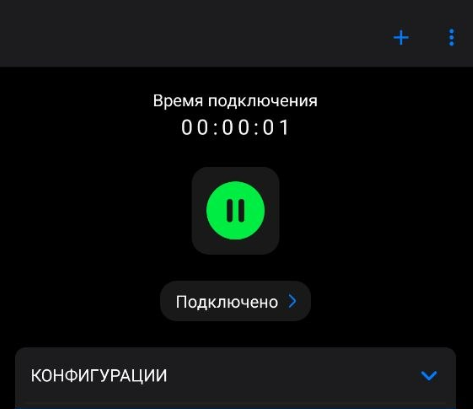 Время подключения
00:00:01
Подключено
КОНФИГУРАЦИИ